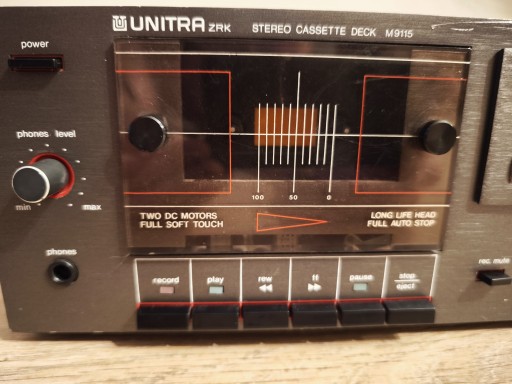 UNITRA ZRK STEREO CASSETTE DECK M9115
power
phones level
min max
100 50 0
TWO DC MOTORS
FULL SOFT TOUCH
LONG LIFE HEAD
FULL AUTO STOP
phones
record play rew ff pause stop
eject
rec. mute